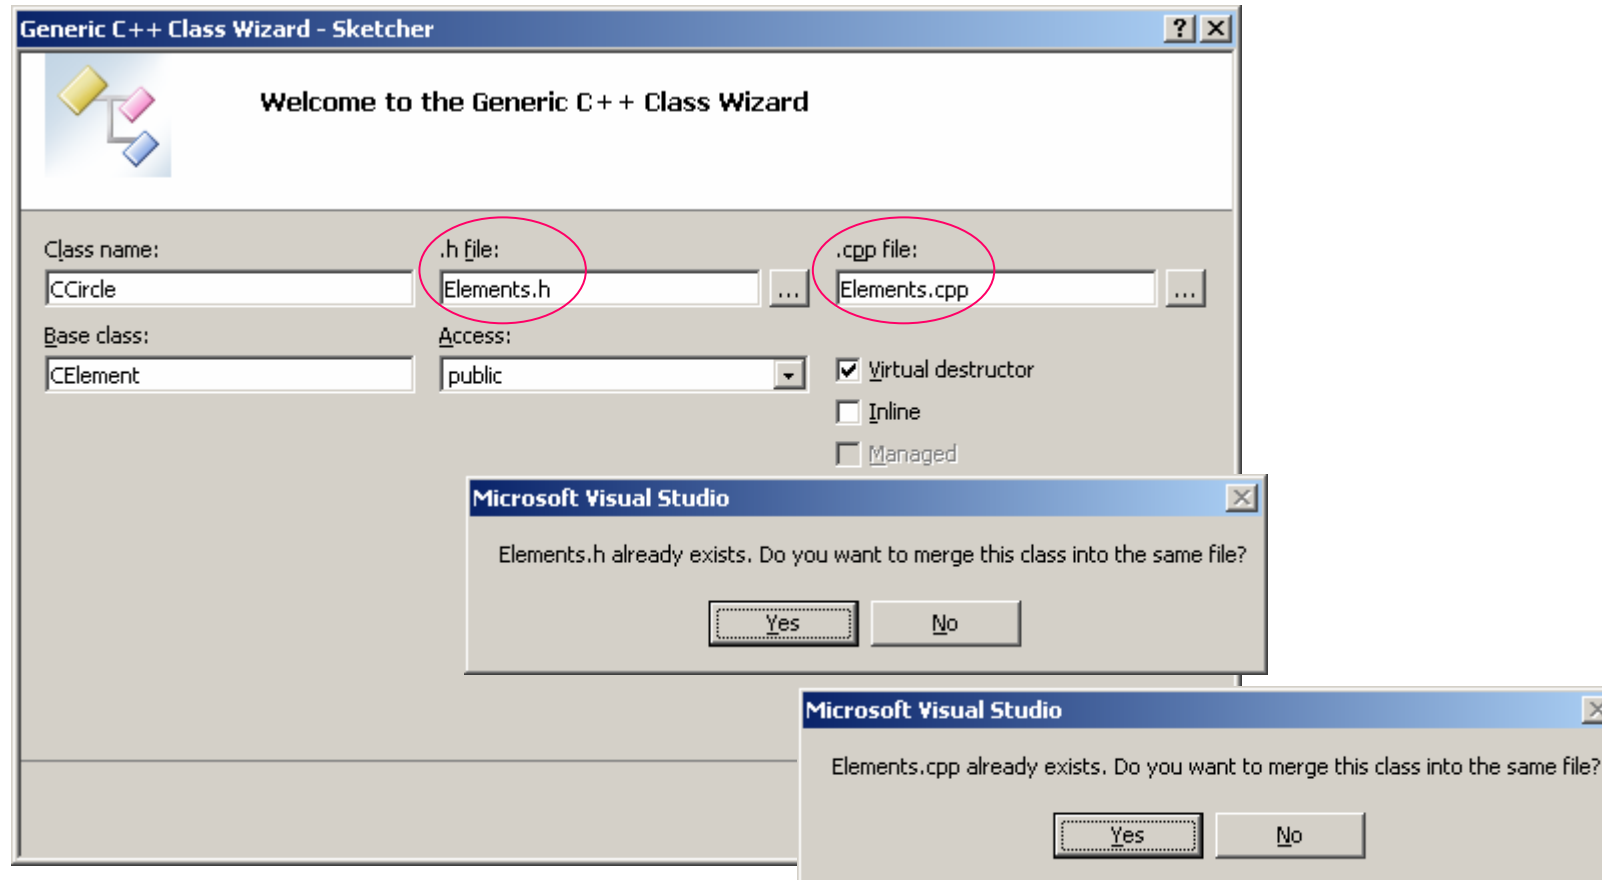 Generic C++ Class Wizard - Sketcher
Welcome to the Generic C++ Class Wizard
Class name: .h file: .cpp file:
CCircle Elements.h ... Elements.cpp ...
Base class: Access:
CElement public Virtual destructor
Inline
Managed
Microsoft Visual Studio
Elements.h already exists. Do you want to merge this class into the same file?
Yes No
Microsoft Visual Studio
Elements.cpp already exists. Do you want to merge this class into the same file?
Yes No